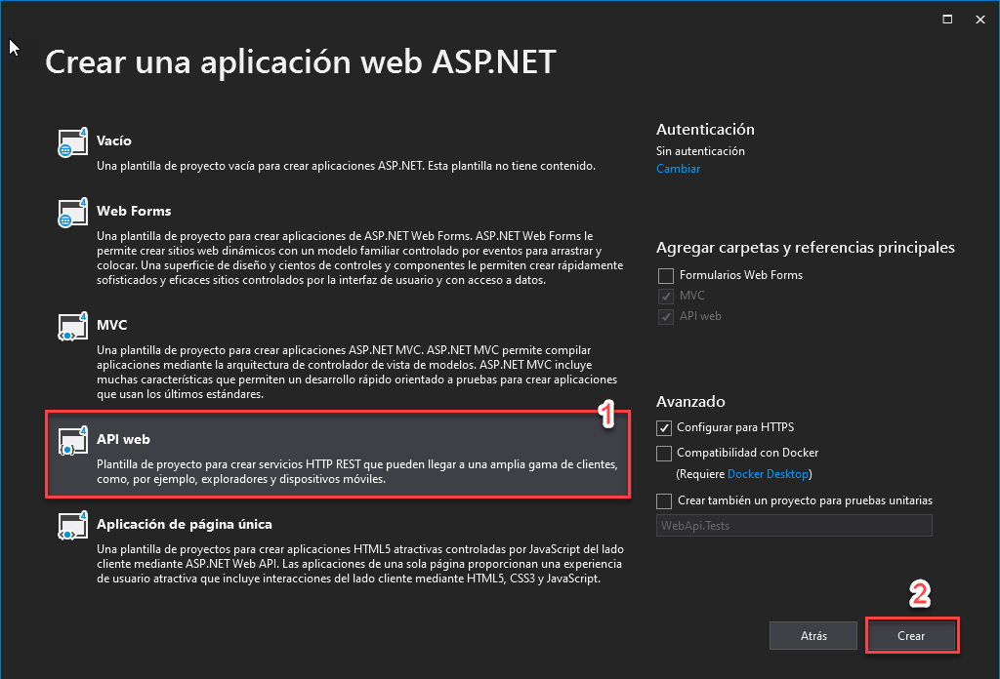 Crear una aplicación web ASP.NET
4
Vacío
Una plantilla de proyecto vacía para crear aplicaciones ASP.NET. Esta plantilla no tiene contenido.
4
Web Forms
Una plantilla de proyecto para crear aplicaciones de ASP.NET Web Forms. ASP.NET Web Forms le
permite crear sitios web dinámicos con un modelo familiar controlado por eventos para arrastrar y
colocar. Una superficie de diseño y cientos de controles y componentes le permiten crear rápidamente
sofisticados y eficaces sitios controlados por la interfaz de usuario y con acceso a datos.
4
MVC
Una plantilla de proyecto para crear aplicaciones ASP.NET MVC. ASP.NET MVC permite compilar
aplicaciones mediante la arquitectura de controlador de vista de modelos. ASP.NET MVC incluye
muchas características que permiten un desarrollo rápido orientado a pruebas para crear aplicaciones
que usan los últimos estándares.
1
4
API web
Plantilla de proyecto para crear servicios HTTP REST que pueden llegar a una amplia gama de clientes,
como, por ejemplo, exploradores y dispositivos móviles.
4
Aplicación de página única
Una plantilla de proyectos para crear aplicaciones HTML5 atractivas controladas por JavaScript del lado
cliente mediante ASP.NET Web API. Las aplicaciones de una sola página proporcionan una experiencia
de usuario atractiva que incluye interacciones del lado cliente mediante HTML5, CSS3 y JavaScript.
Autenticación
Sin autenticación
Cambiar
Agregar carpetas y referencias principales
Formularios Web Forms
MVC
API web
Avanzado
Configurar para HTTPS
Compatibilidad con Docker
(Requiere Docker Desktop)
Crear también un proyecto para pruebas unitarias
WebApi.Tests
2
Atrás
Crear